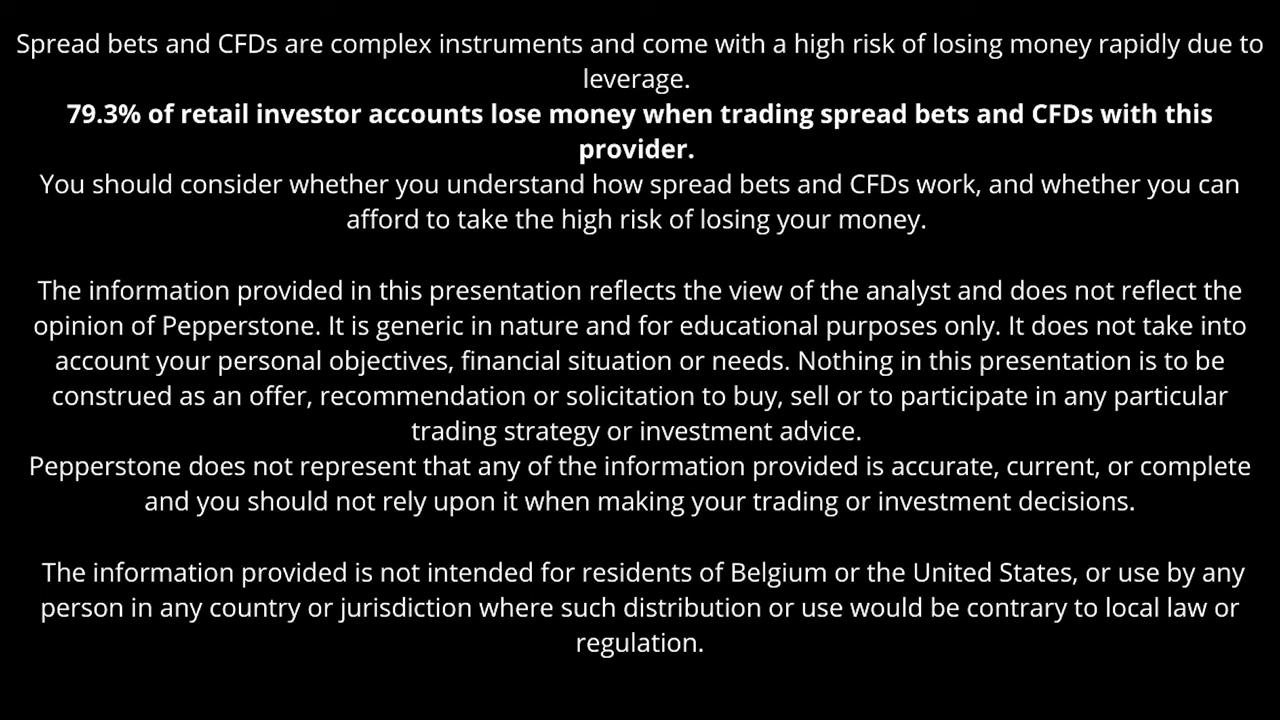 Spread bets and CFDs are complex instruments and come with a high risk of losing money rapidly due to
leverage.
79.3% of retail investor accounts lose money when trading spread bets and CFDs with this
provider.
You should consider whether you understand how spread bets and CFDs work, and whether you can
afford to take the high risk of losing your money.
The information provided in this presentation reflects the view of the analyst and does not reflect the
opinion of Pepperstone. It is generic in nature and for educational purposes only. It does not take into
account your personal objectives, financial situation or needs. Nothing in this presentation is to be
construed as an offer, recommendation or solicitation to buy, sell or to participate in any particular
trading strategy or investment advice.
Pepperstone does not represent that any of the information provided is accurate, current, or complete
and you should not rely upon it when making your trading or investment decisions.
The information provided is not intended for residents of Belgium or the United States, or use by any
person in any country or jurisdiction where such distribution or use would be contrary to local law or
regulation.